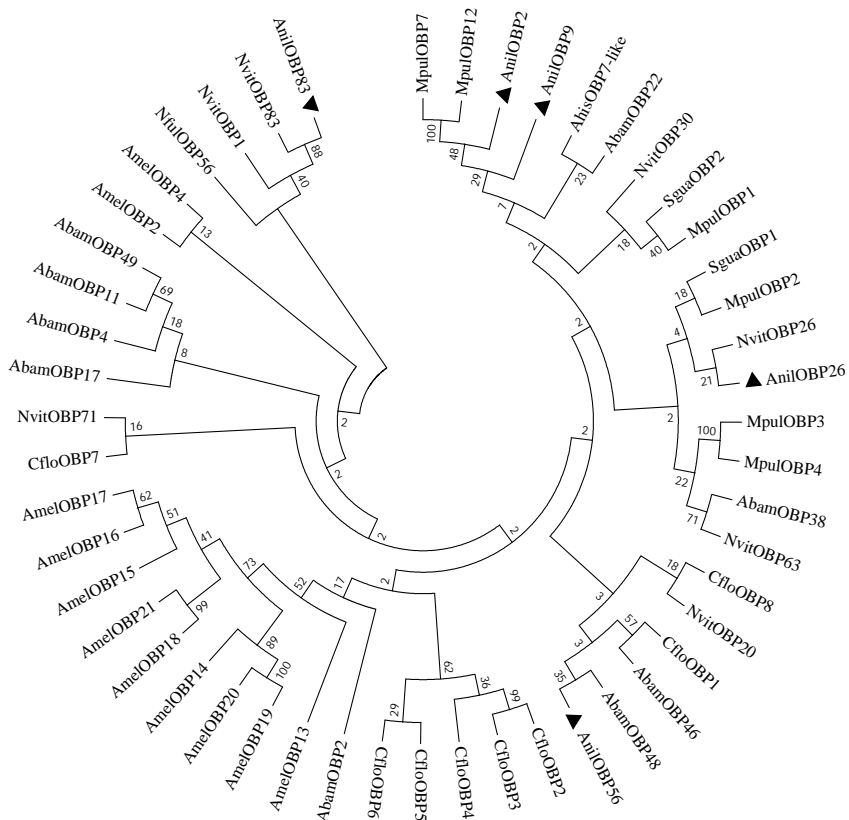 MpulOBP7
MpulOBP12
AnilOBP2
AnilOBP9
AhisOBP7-like
AbamOBP22
NvitOBP30
SguaOBP2
MpulOBP1
SguaOBP1
MpulOBP2
NvitOBP26
AnilOBP26
MpulOBP3
MpulOBP4
AbamOBP38
NvitOBP63
CfloOBP8
NvitOBP20
CfloOBP1
AbamOBP46
AbamOBP48
AnilOBP56
CfloOBP2
CfloOBP3
CfloOBP4
CfloOBP5
CfloOBP9
AbamOBP2
AmelOBP13
AmelOBP19
AmelOBP20
AmelOBP14
AmelOBP18
AmelOBP21
AmelOBP15
AmelOBP16
AmelOBP17
CfloOBP7
NvitOBP71
AbamOBP17
AbamOBP4
AbamOBP11
AbamOBP49
AmelOBP2
AmelOBP4
NfulOBP56
NvitOBP1
NvitOBP83
AnilOBP83
100
48
29
7
23
2
18
40
2
18
4
21
2
100
22
71
2
18
3
57
3
35
2
99
36
62
29
2
17
52
100
89
73
41
99
51
62
2
16
2
8
18
69
2
13
40
88